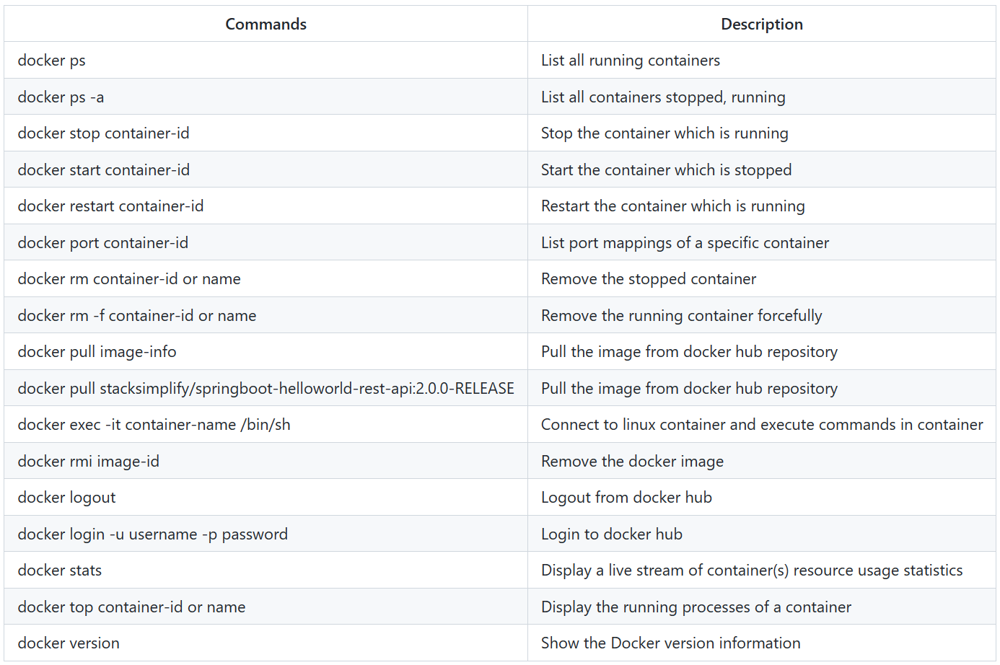 Commands Description
docker ps List all running containers
docker ps -a List all containers stopped, running
docker stop container-id Stop the container which is running
docker start container-id Start the container which is stopped
docker restart container-id Restart the container which is running
docker port container-id List port mappings of a specific container
docker rm container-id or name Remove the stopped container
docker rm -f container-id or name Remove the running container forcefully
docker pull image-info Pull the image from docker hub repository
docker pull stacksimplify/springboot-helloworld-rest-api:2.0.0-RELEASE Pull the image from docker hub repository
docker exec -it container-name /bin/sh Connect to linux container and execute commands in container
docker rmi image-id Remove the docker image
docker logout Logout from docker hub
docker login -u username -p password Login to docker hub
docker stats Display a live stream of container(s) resource usage statistics
docker top container-id or name Display the running processes of a container
docker version Show the Docker version information